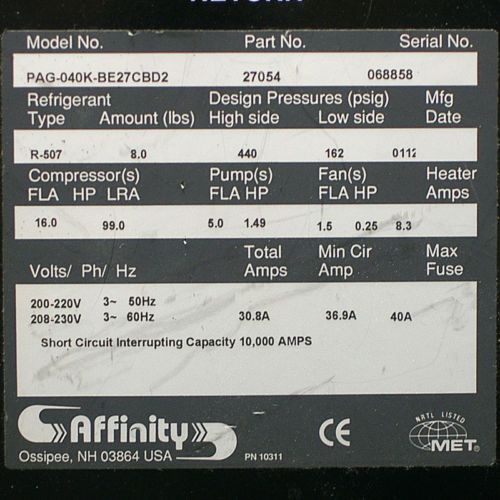 RETURN
Model No. Part No. Serial No.
PAG-040K-BE27CBD2 27054 068858
Refrigerant Design Pressures (psig) Mfg
Type Amount (lbs) High side Low side Date
R-507 8.0 440 162 0112
Compressor(s) Pump(s) Fan(s) Heater
FLA HP LRA FLA HP FLA HP Amps
16.0 99.0 5.0 1.49 1.5 0.25 8.3
Total Min Cir Max
Volts/ Ph/ Hz Amps Amp Fuse
200-220V 3~ 50Hz
208-230V 3~ 60Hz 30.8A 36.9A 40A
Short Circuit Interrupting Capacity 10,000 AMPS
Affinity CE NRTL LISTED
MET
Ossipee, NH 03864 USA PN 10311